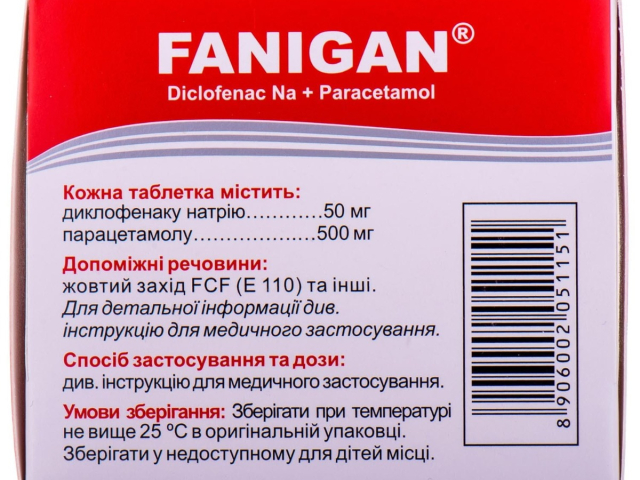 FANIGAN®
Diclofenac Na + Paracetamol
Кожна таблетка містить:
диклофенаку натрію............50 мг
парацетамолу...................500 мг
Допоміжні речовини:
жовтий захід FCF (Е 110) та інші.
Для детальної інформації див.
інструкцію для медичного застосування.
Спосіб застосування та дози:
див. інструкцію для медичного застосування.
Умови зберігання: Зберігати при температурі
не вище 25 ºС в оригінальній упаковці.
Зберігати у недоступному для дітей місці.
8 906002 051151